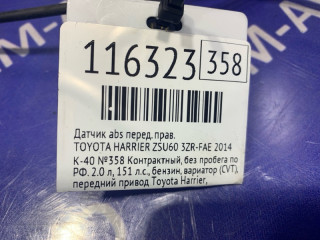 116323 358
Датчик abs перед. прав.
TOYOTA HARRIER ZSU60 3ZR-FAE 2014
К-40 №358 Контрактный, без пробега по
РФ. 2.0 л, 151 л.с., бензин, вариатор (CVT),
передний привод Toyota Harrier,